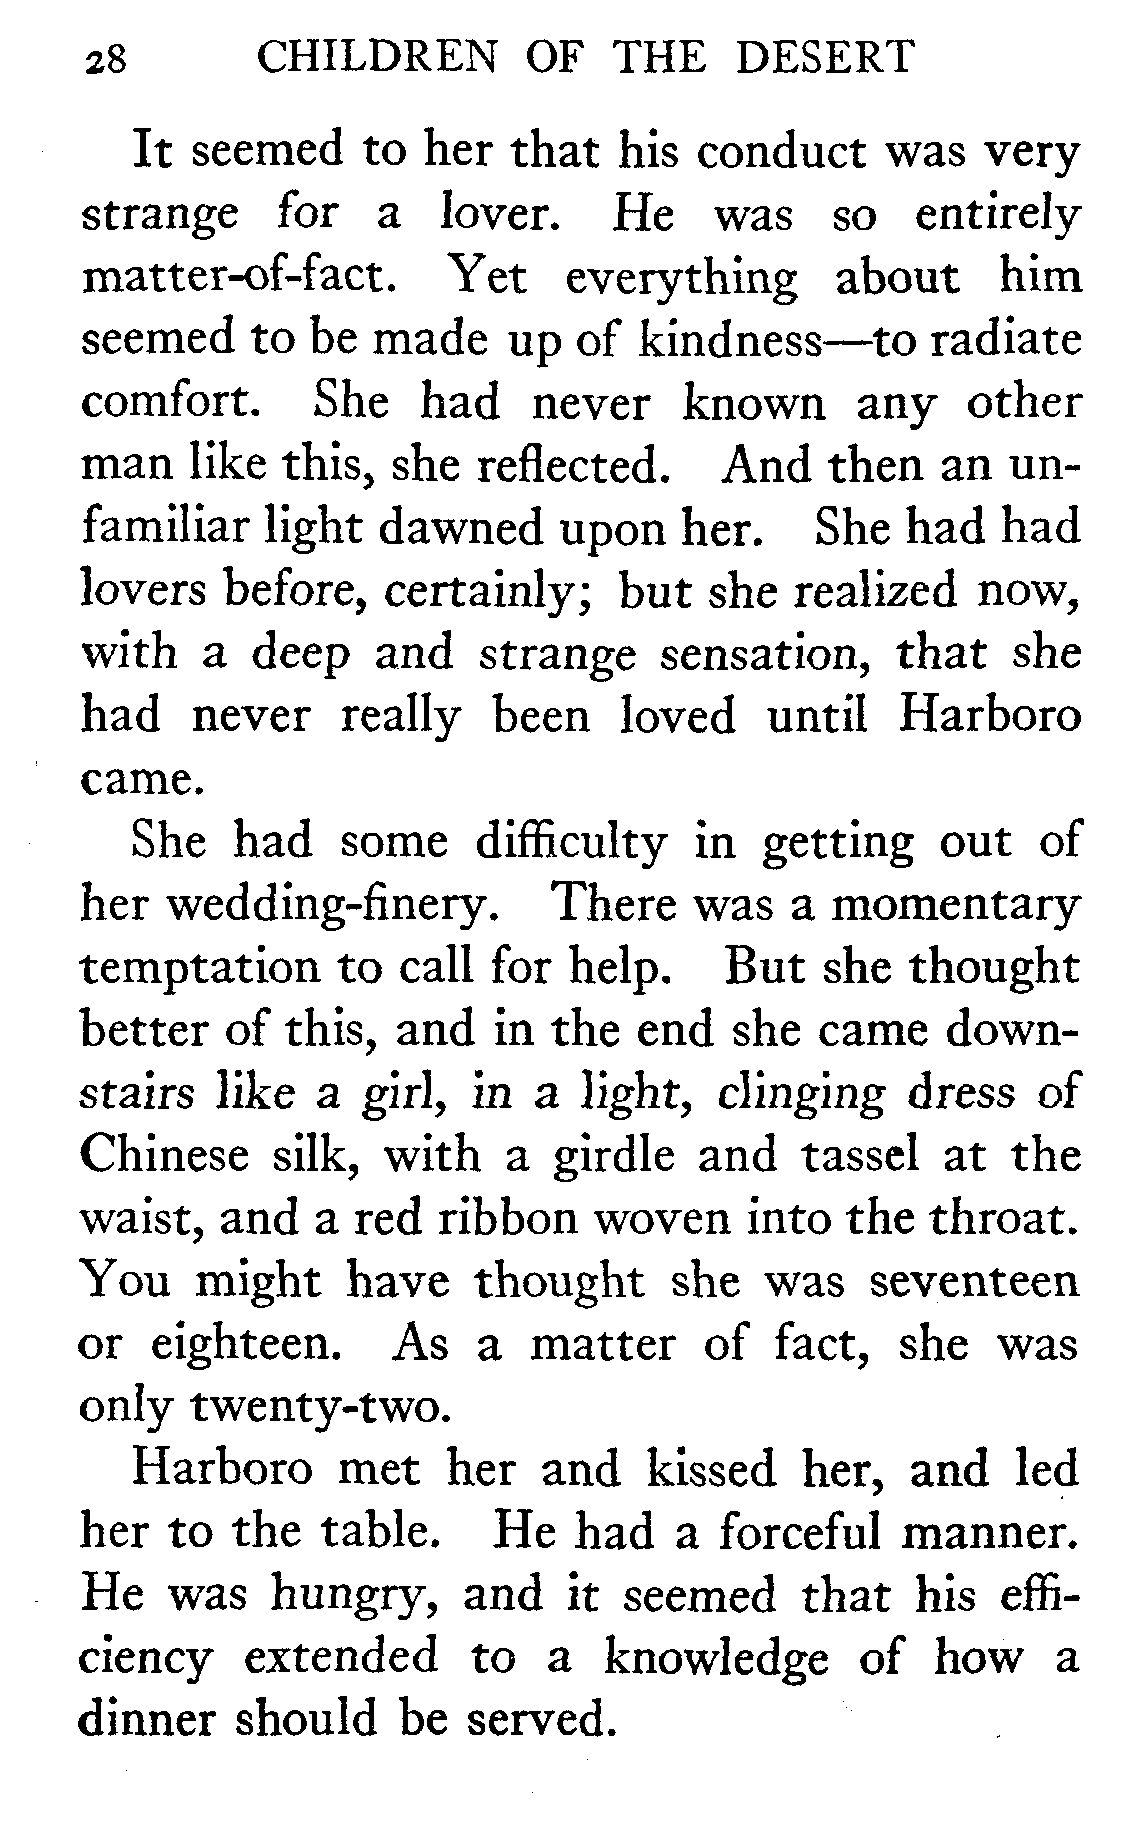 28 CHILDREN OF THE DESERT
It seemed to her that his conduct was very
strange for a lover. He was so entirely
matter-of-fact. Yet everything about him
seemed to be made up of kindness—to radiate
comfort. She had never known any other
man like this, she reflected. And then an un-
familiar light dawned upon her. She had had
lovers before, certainly; but she realized now,
with a deep and strange sensation, that she
had never really been loved until Harboro
came.
She had some difficulty in getting out of
her wedding-finery. There was a momentary
temptation to call for help. But she thought
better of this, and in the end she came down-
stairs like a girl, in a light, clinging dress of
Chinese silk, with a girdle and tassel at the
waist, and a red ribbon woven into the throat.
You might have thought she was seventeen
or eighteen. As a matter of fact, she was
only twenty-two.
Harboro met her and kissed her, and led
her to the table. He had a forceful manner.
He was hungry, and it seemed that his effi-
ciency extended to a knowledge of how a
dinner should be served.